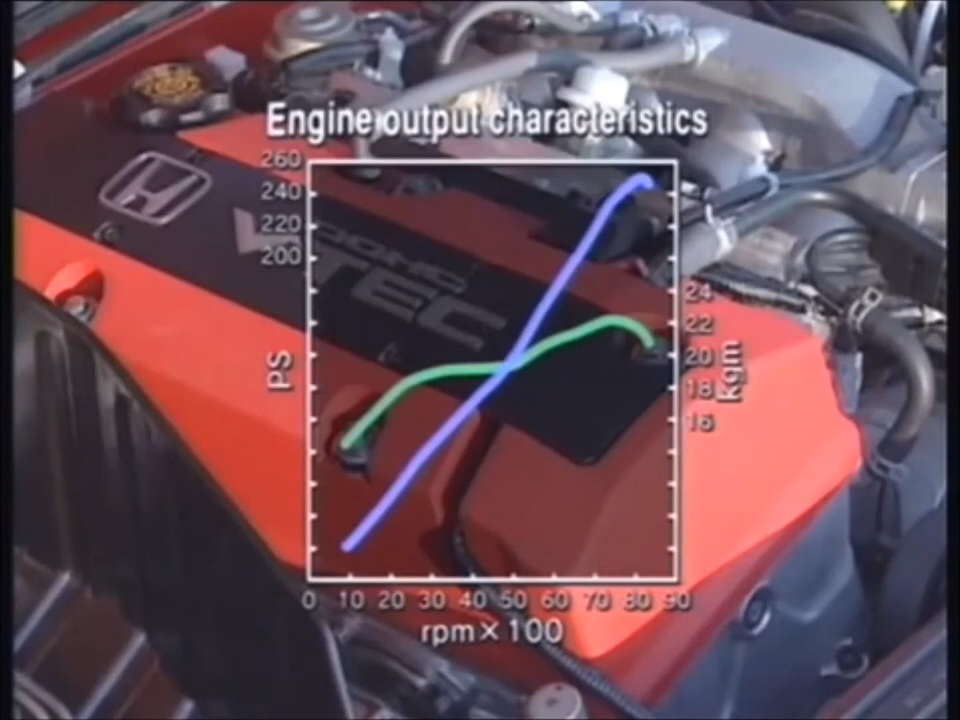 Engine output characteristics
260
240
220
200
PS
24
22
20
18
16
kgm
0 10 20 30 40 50 60 70 80 90
rpm×100
DOHC
VTEC